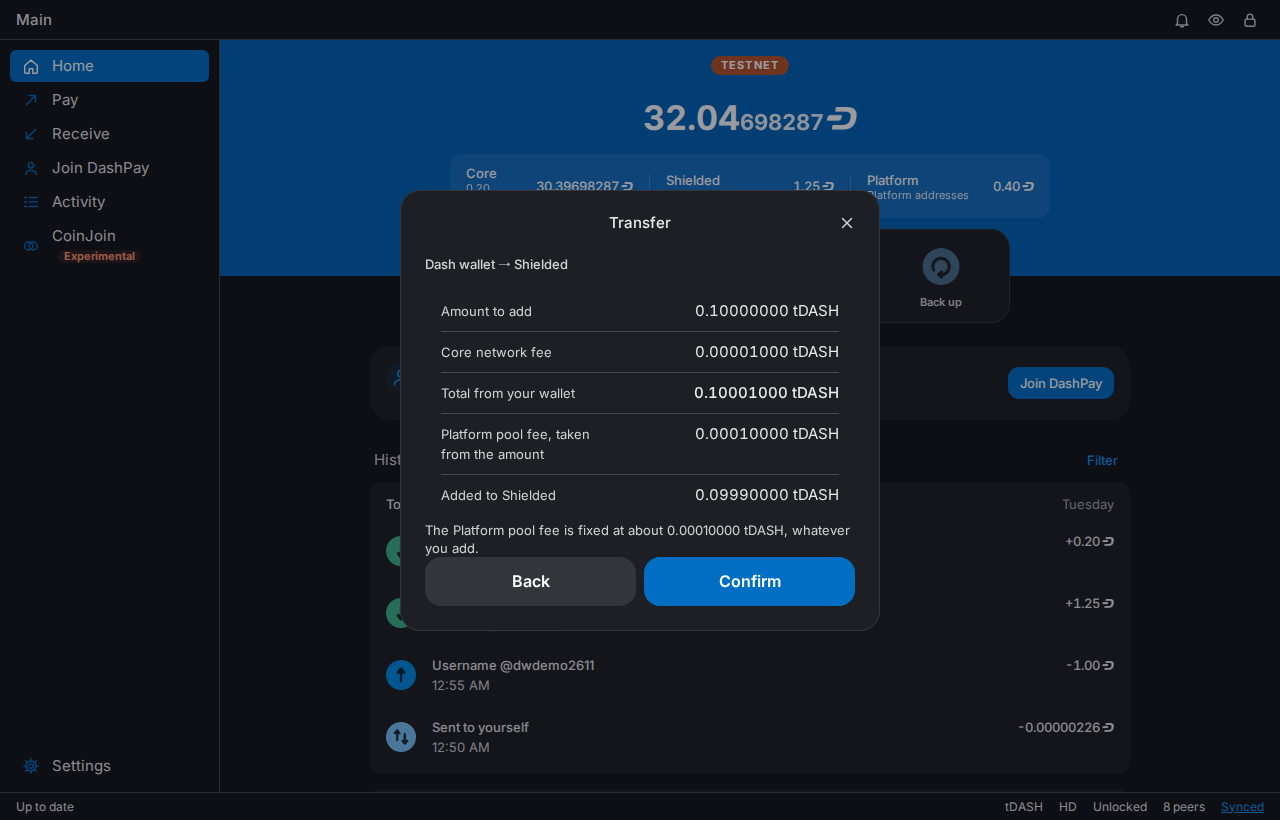 Main
Home
Pay
Receive
Join DashPay
Activity
CoinJoin
Experimental
Settings
TESTNET
32.04698287
Core
0.20
30.39698287
Shielded
1.25
Platform
Platform addresses
0.40
Back up
Join DashPay
Filter
Tuesday
+0.20
+1.25
Username @dwdemo2611
12:55 AM
-1.00
Sent to yourself
12:50 AM
-0.00000226
Transfer
Dash wallet → Shielded
Amount to add 0.10000000 tDASH
Core network fee 0.00001000 tDASH
Total from your wallet 0.10001000 tDASH
Platform pool fee, taken 0.00010000 tDASH
from the amount
Added to Shielded 0.09990000 tDASH
The Platform pool fee is fixed at about 0.00010000 tDASH, whatever
you add.
Back
Confirm
Up to date
tDASH HD Unlocked 8 peers Synced